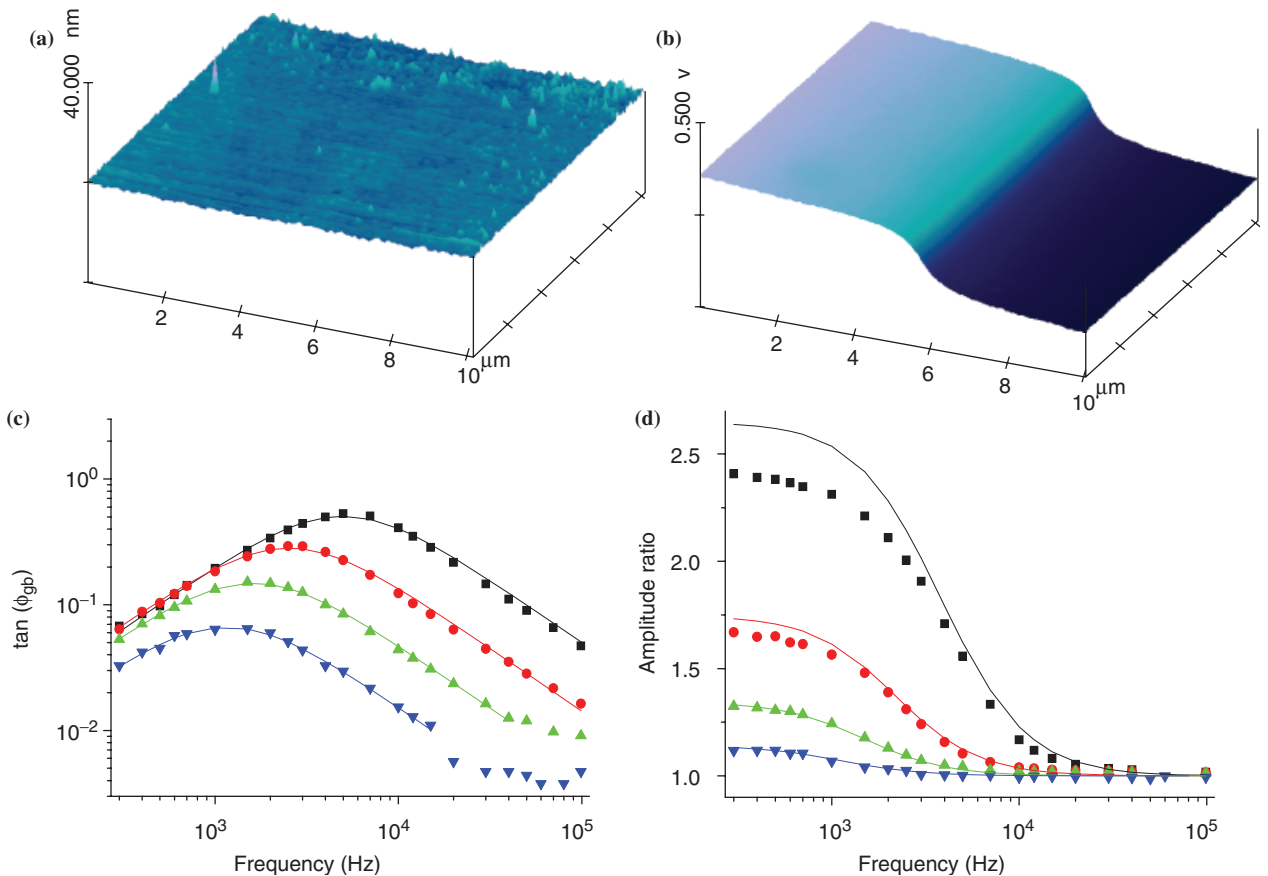 (a)
40.000 nm
2
4
6
8
10
μm
(b)
0.500 v
2
4
6
8
10
μm
(c)
tan (ϕgb)
10⁰
10⁻¹
10⁻²
10³
10⁴
10⁵
Frequency (Hz)
(d)
Amplitude ratio
2.5
2.0
1.5
1.0
10³
10⁴
10⁵
Frequency (Hz)